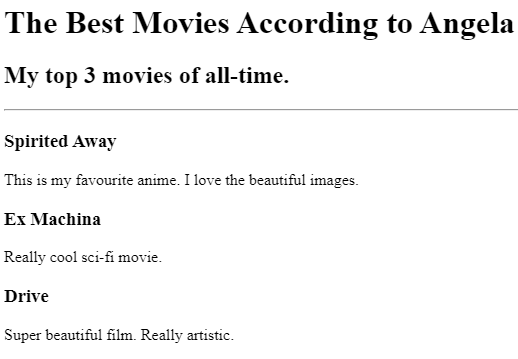 The Best Movies According to Angela
My top 3 movies of all-time.
Spirited Away
This is my favourite anime. I love the beautiful images.
Ex Machina
Really cool sci-fi movie.
Drive
Super beautiful film. Really artistic.